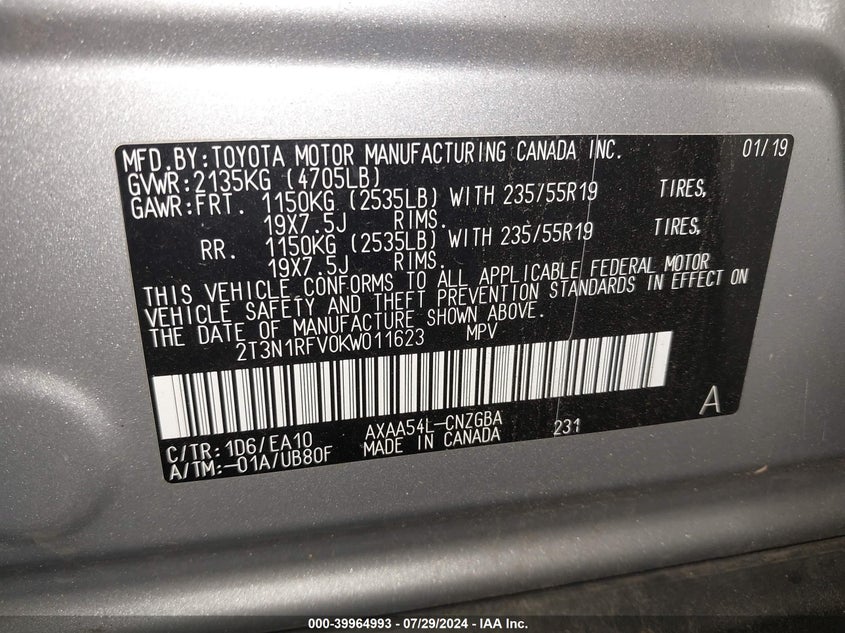 MFD.BY:TOYOTA MOTOR MANUFACTURING CANADA INC. 01/19
GVWR:2135KG (4705LB)
GAWR:FRT. 1150KG (2535LB) WITH 235/55R19 TIRES,
19X7.5J RIMS.
RR. 1150KG (2535LB) WITH 235/55R19 TIRES,
19X7.5J RIMS.
THIS VEHICLE CONFORMS TO ALL APPLICABLE FEDERAL MOTOR
VEHICLE SAFETY AND THEFT PREVENTION STANDARDS IN EFFECT ON
THE DATE OF MANUFACTURE SHOWN ABOVE.
2T3N1RFV0KW011623 MPV
A
C/TR:1D6/EA10 AXAA54L-CNZGBA 231
A/TM:-01A/UB80F MADE IN CANADA
000-39964993 - 07/29/2024 - IAA Inc.